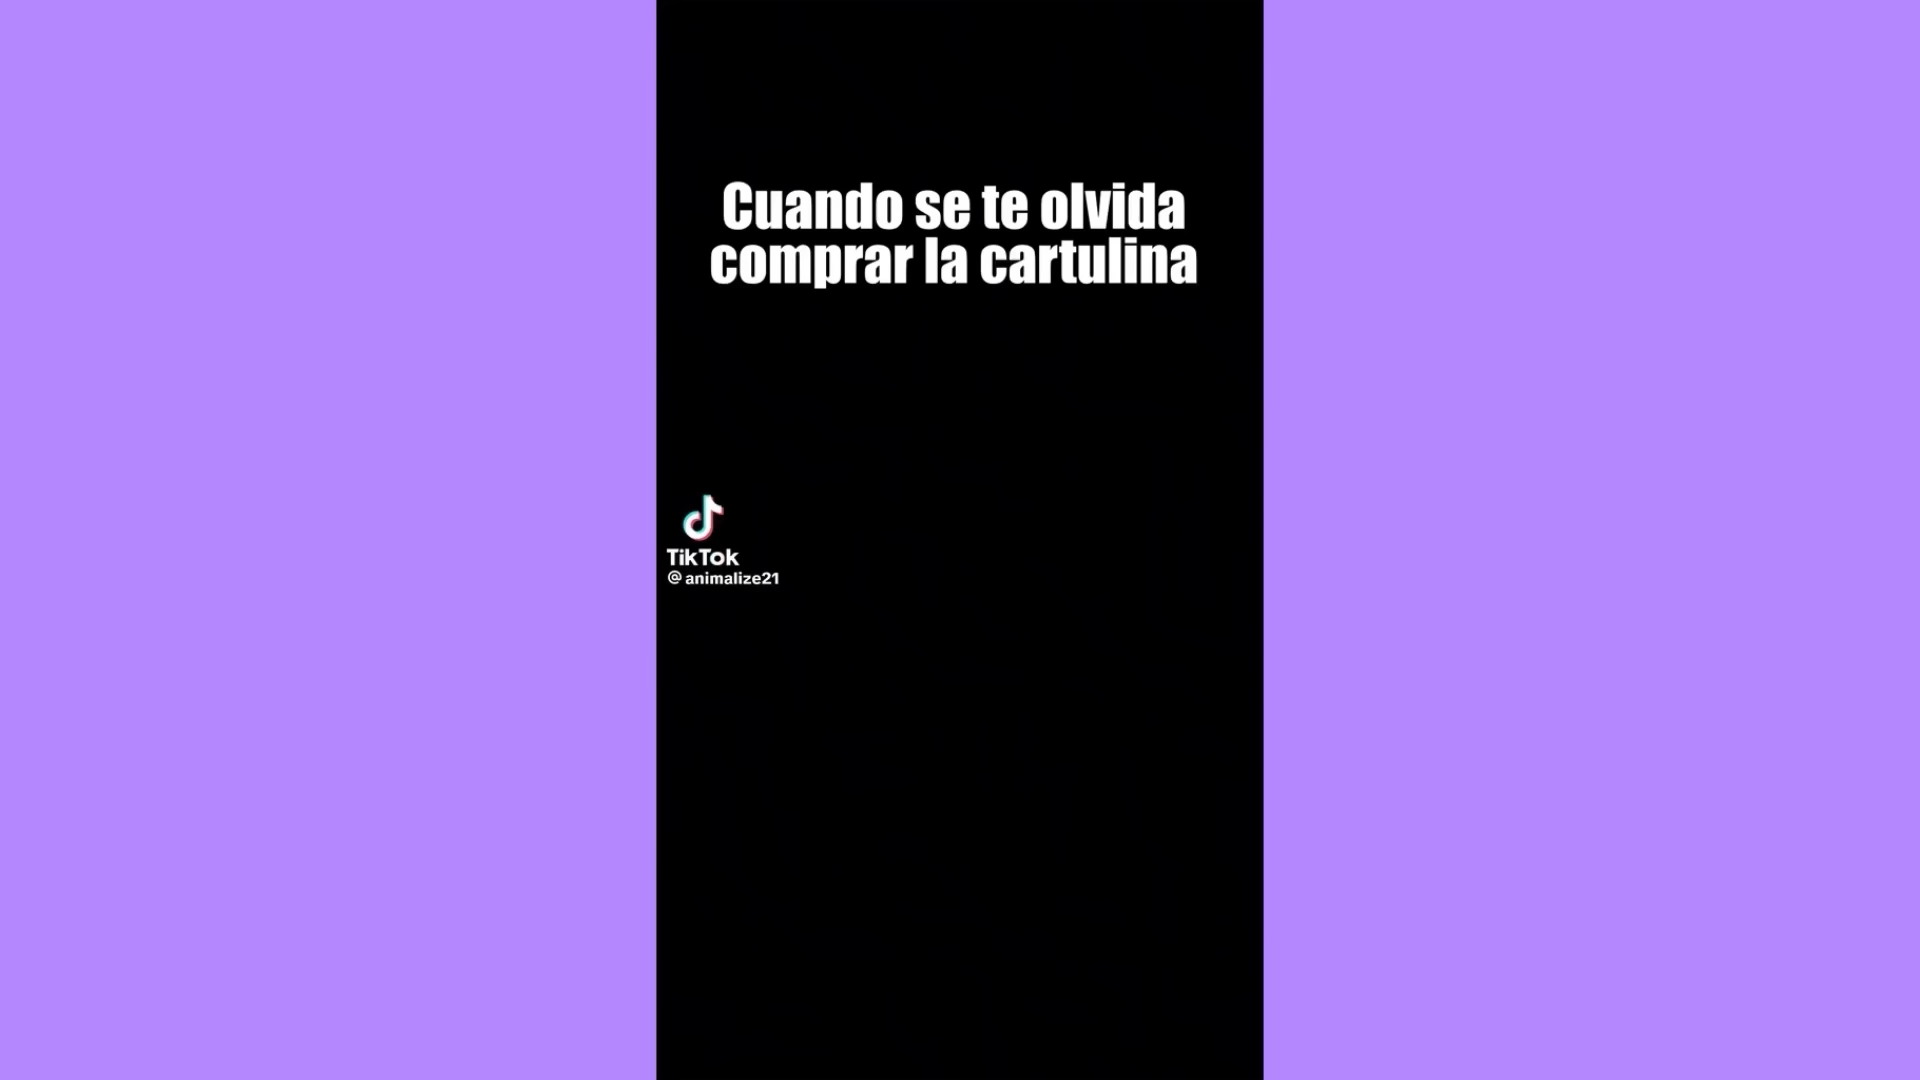 Cuando se te olvida
comprar la cartulina
TikTok
@animalize21